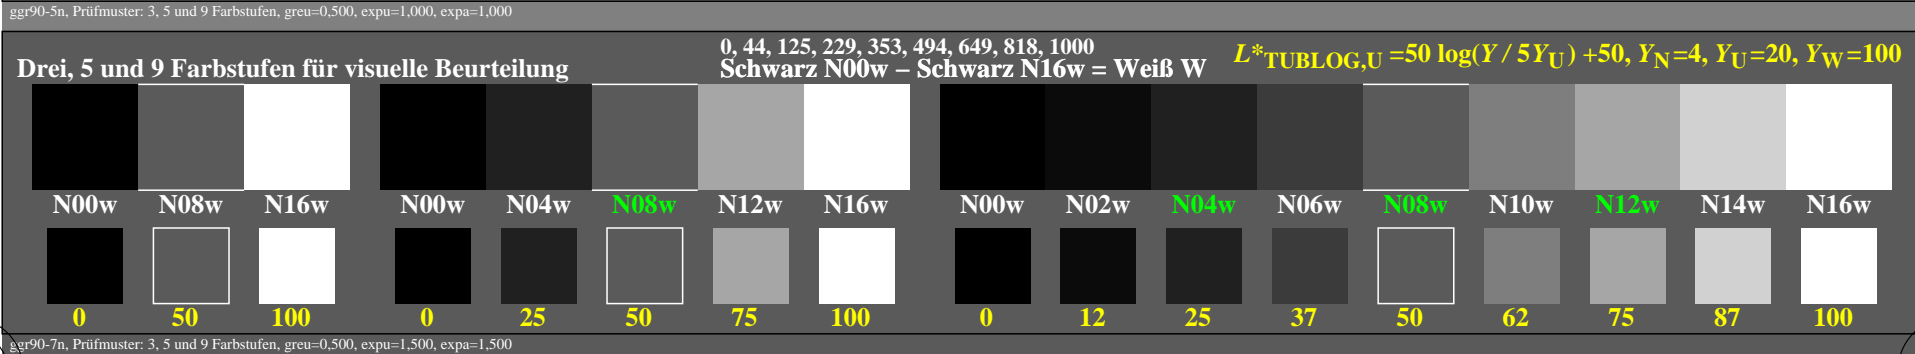 ggr90-5n, Prüfmuster: 3, 5 und 9 Farbstufen, greu=0,500, expu=1,000, expa=1,000
0, 44, 125, 229, 353, 494, 649, 818, 1000
Drei, 5 und 9 Farbstufen für visuelle Beurteilung
Schwarz N00w – Schwarz N16w = Weiß W
L*TUBLOG,U =50 log(Y / 5YU) +50, YN=4, YU=20, YW=100
N00w N08w N16w N00w N04w N08w N12w N16w N00w N02w N04w N06w N08w N10w N12w N14w N16w
0 50 100 0 25 50 75 100 0 12 25 37 50 62 75 87 100
ggr90-7n, Prüfmuster: 3, 5 und 9 Farbstufen, greu=0,500, expu=1,500, expa=1,500